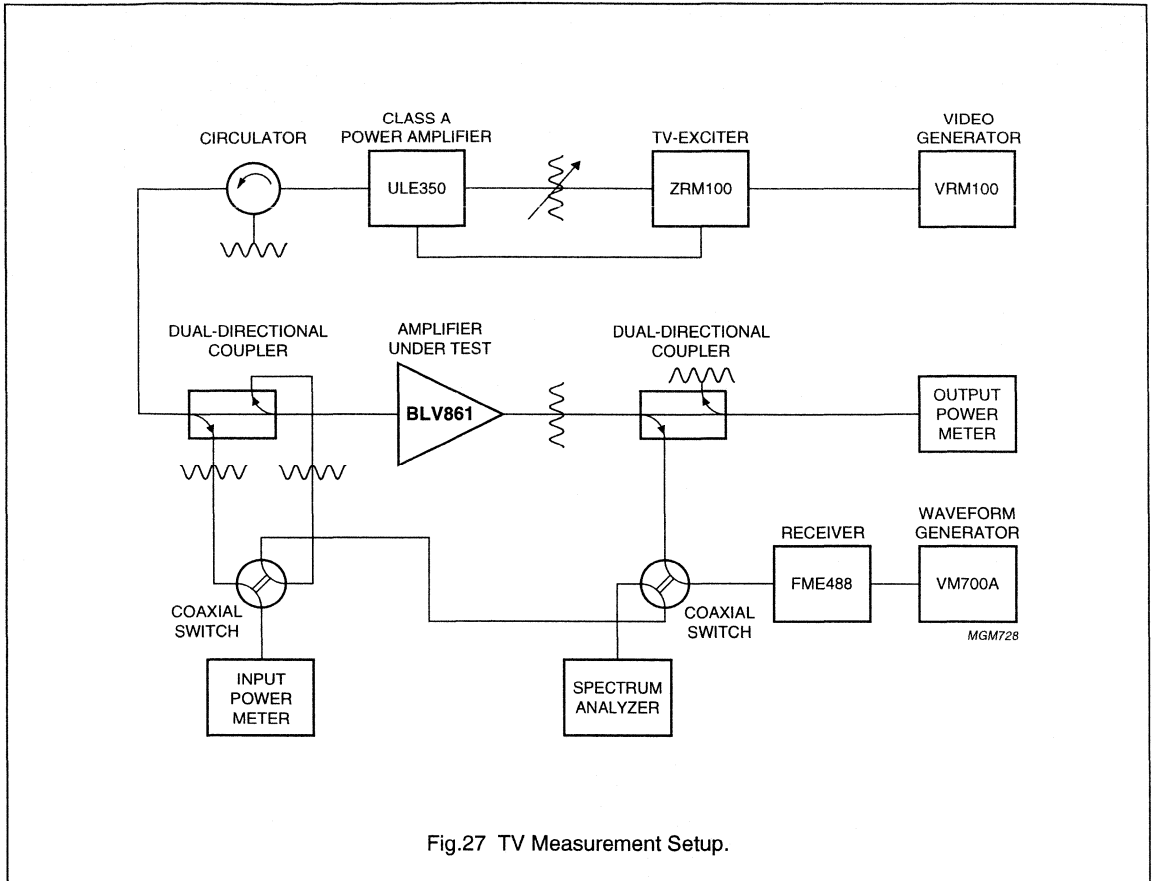 CIRCULATOR
CLASS A
POWER AMPLIFIER
ULE350
TV-EXCITER
ZRM100
VIDEO
GENERATOR
VRM100
DUAL-DIRECTIONAL
COUPLER
AMPLIFIER
UNDER TEST
BLV861
DUAL-DIRECTIONAL
COUPLER
OUTPUT
POWER
METER
COAXIAL
SWITCH
INPUT
POWER
METER
COAXIAL
SWITCH
SPECTRUM
ANALYZER
RECEIVER
FME488
WAVEFORM
GENERATOR
VM700A
MGM728
Fig.27 TV Measurement Setup.